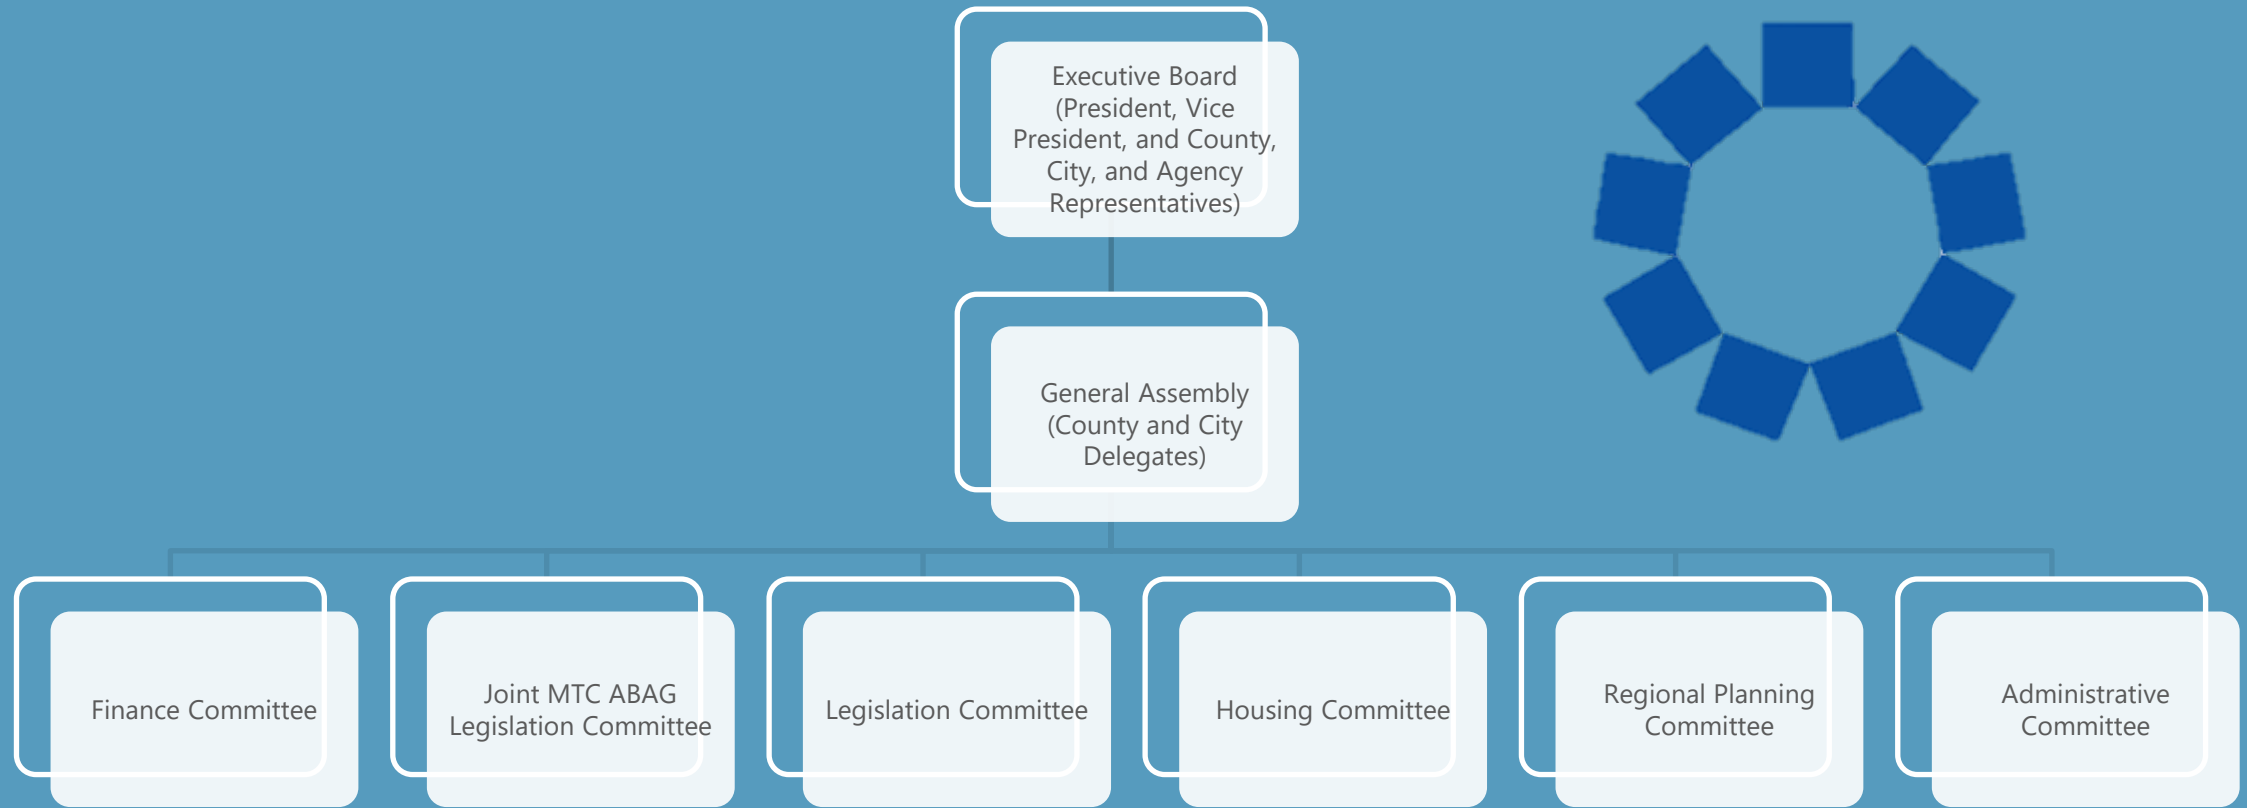 Executive Board
(President, Vice
President, and County,
City, and Agency
Representatives)
General Assembly
(County and City
Delegates)
Finance Committee
Joint MTC ABAG
Legislation Committee
Legislation Committee
Housing Committee
Regional Planning
Committee
Administrative
Committee